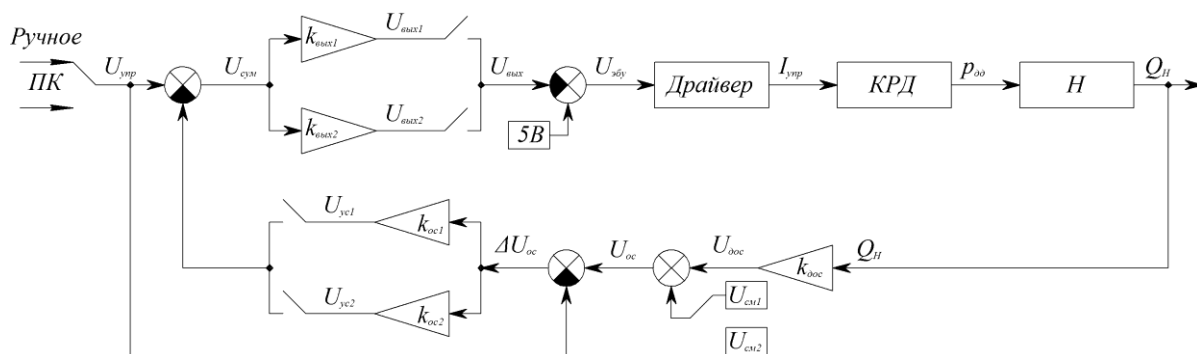 Ручное
ПК
U_упр
U_сум
k_вых1
U_вых1
k_вых2
U_вых2
U_вых
5В
U_эбу
Драйвер
I_упр
КРД
p_дд
Н
Q_Н
U_ус1
k_ос1
U_ус2
k_ос2
ΔU_ос
U_ос
U_дос
k_дос
Q_Н
U_см1
U_см2